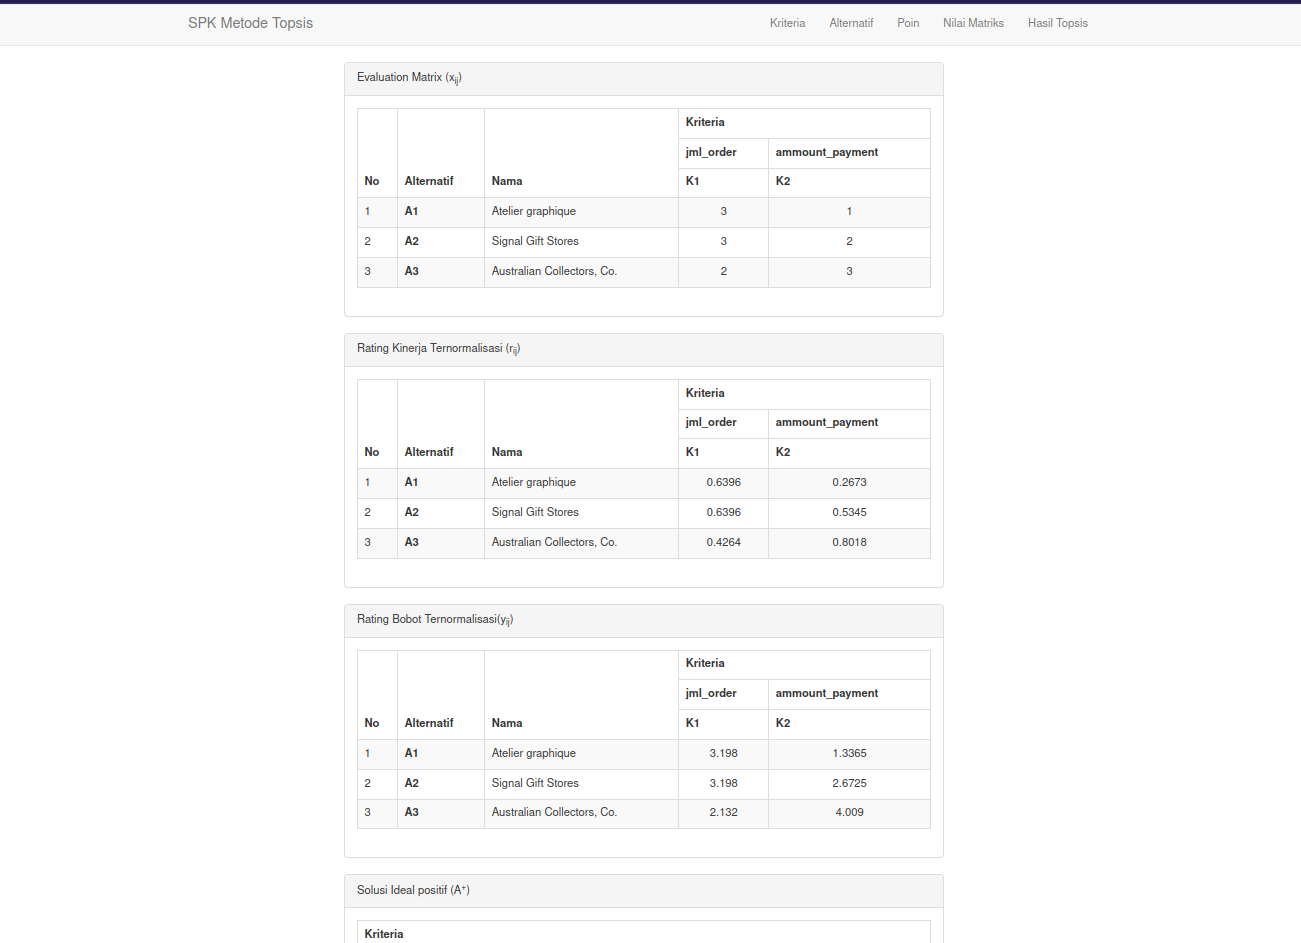 SPK Metode Topsis Kriteria Alternatif Poin Nilai Matriks Hasil Topsis
Evaluation Matrix (xij)
Kriteria
jml_order ammount_payment
No Alternatif Nama K1 K2
1 A1 Atelier graphique 3 1
2 A2 Signal Gift Stores 3 2
3 A3 Australian Collectors, Co. 2 3
Rating Kinerja Ternormalisasi (rij)
Kriteria
jml_order ammount_payment
No Alternatif Nama K1 K2
1 A1 Atelier graphique 0.6396 0.2673
2 A2 Signal Gift Stores 0.6396 0.5345
3 A3 Australian Collectors, Co. 0.4264 0.8018
Rating Bobot Ternormalisasi(yij)
Kriteria
jml_order ammount_payment
No Alternatif Nama K1 K2
1 A1 Atelier graphique 3.198 1.3365
2 A2 Signal Gift Stores 3.198 2.6725
3 A3 Australian Collectors, Co. 2.132 4.009
Solusi Ideal positif (A+)
Kriteria